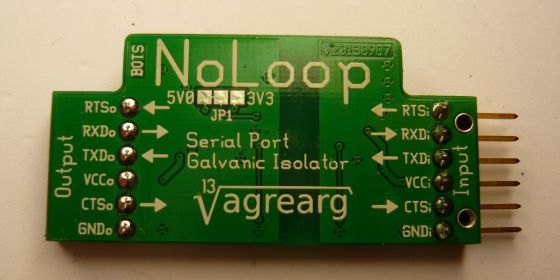 NoLoop
v20130907
BOTS
5V0 3V3
JP1
Serial Port
Galvanic Isolator
13√agrearg
Output
RTSo
RXDo
TXDo
VCCo
CTSo
GNDo
Input
RTSi
RXDi
TXDi
VCCi
CTSi
GNDi